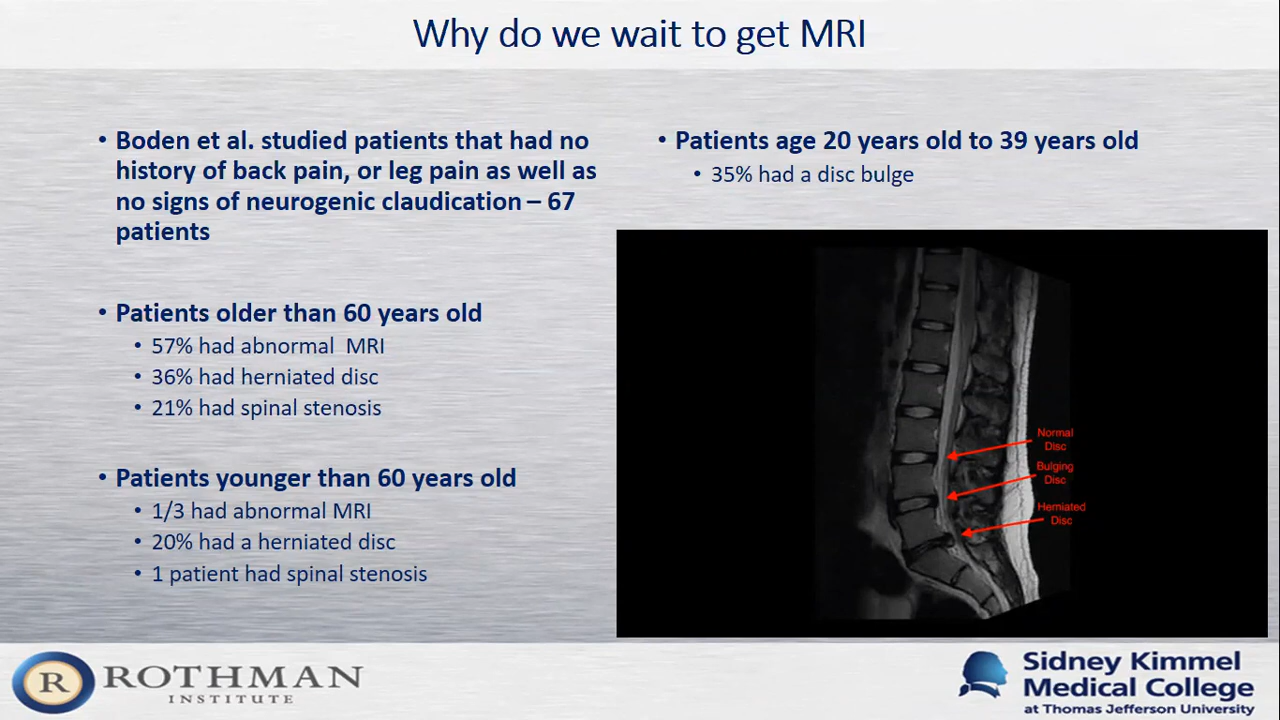 Why do we wait to get MRI
• Boden et al. studied patients that had no
history of back pain, or leg pain as well as
no signs of neurogenic claudication – 67
patients
• Patients older than 60 years old
• 57% had abnormal MRI
• 36% had herniated disc
• 21% had spinal stenosis
• Patients younger than 60 years old
• 1/3 had abnormal MRI
• 20% had a herniated disc
• 1 patient had spinal stenosis
• Patients age 20 years old to 39 years old
• 35% had a disc bulge
Normal
Disc
Bulging
Disc
Herniated
Disc
R ROTHMAN
INSTITUTE
Sidney Kimmel
Medical College
at Thomas Jefferson University